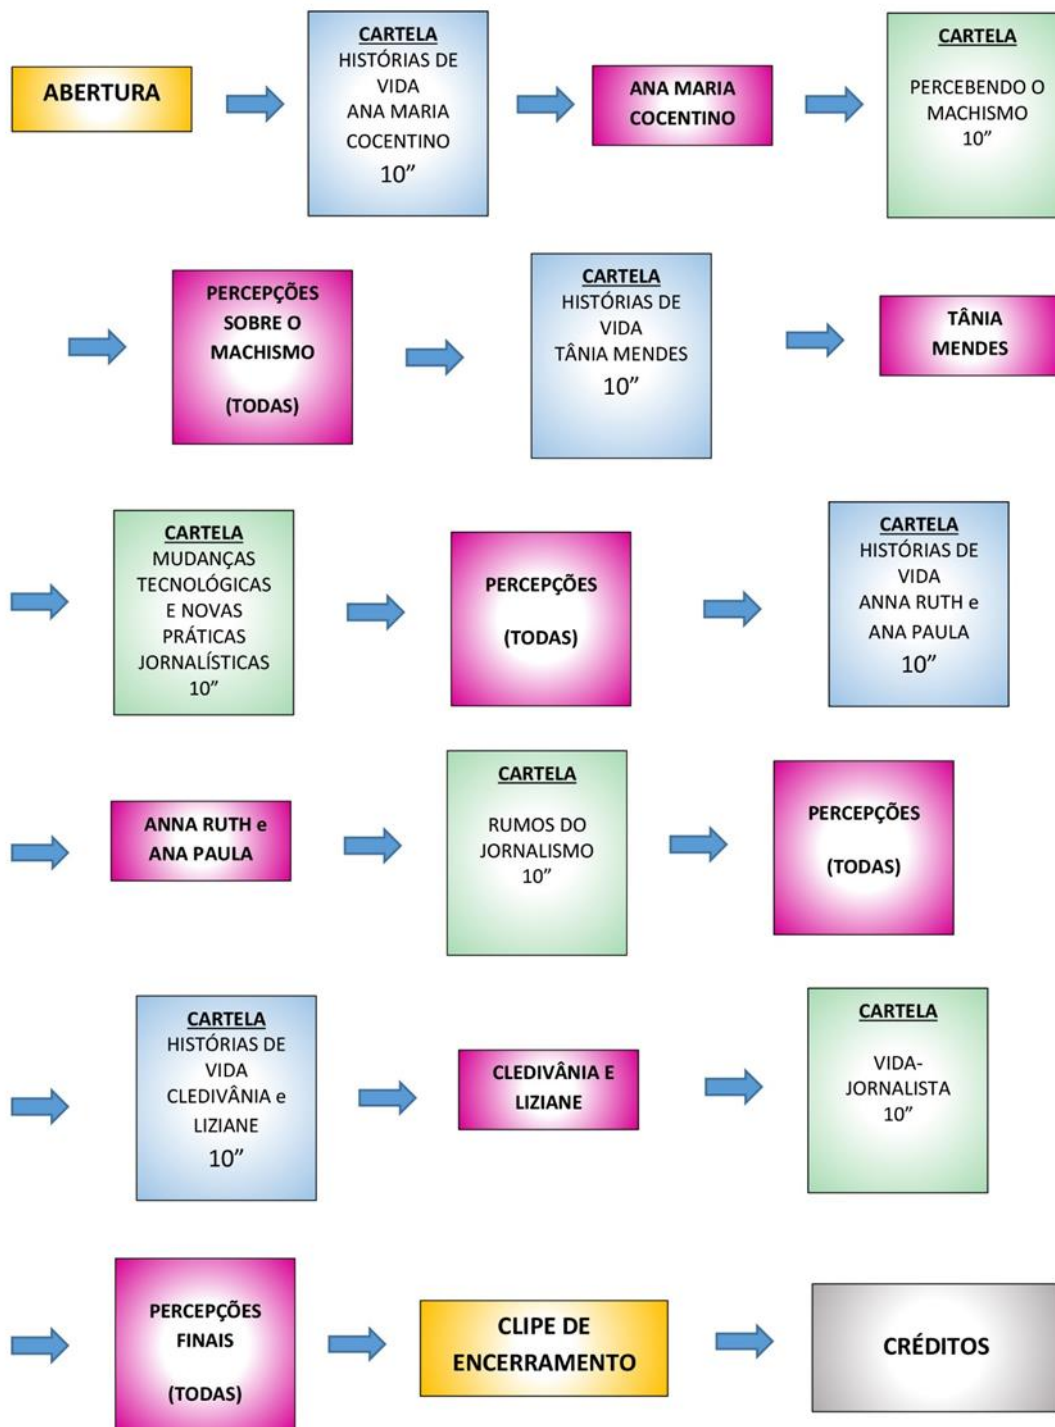 ABERTURA
CARTELA
HISTÓRIAS DE
VIDA
ANA MARIA
COCENTINO
10”
ANA MARIA
COCENTINO
CARTELA
PERCEBENDO O
MACHISMO
10”
PERCEPÇÕES
SOBRE O
MACHISMO
(TODAS)
CARTELA
HISTÓRIAS DE
VIDA
TÂNIA MENDES
10”
TÂNIA
MENDES
CARTELA
MUDANÇAS
TECNOLÓGICAS
E NOVAS
PRÁTICAS
JORNALÍSTICAS
10”
PERCEPÇÕES
(TODAS)
CARTELA
HISTÓRIAS DE
VIDA
ANNA RUTH e
ANA PAULA
10”
ANNA RUTH e
ANA PAULA
CARTELA
RUMOS DO
JORNALISMO
10”
PERCEPÇÕES
(TODAS)
CARTELA
HISTÓRIAS DE
VIDA
CLEDIVÂNIA e
LIZIANE
10”
CLEDIVÂNIA E
LIZIANE
CARTELA
VIDA-
JORNALISTA
10”
PERCEPÇÕES
FINAIS
(TODAS)
CLIPE DE
ENCERRAMENTO
CRÉDITOS